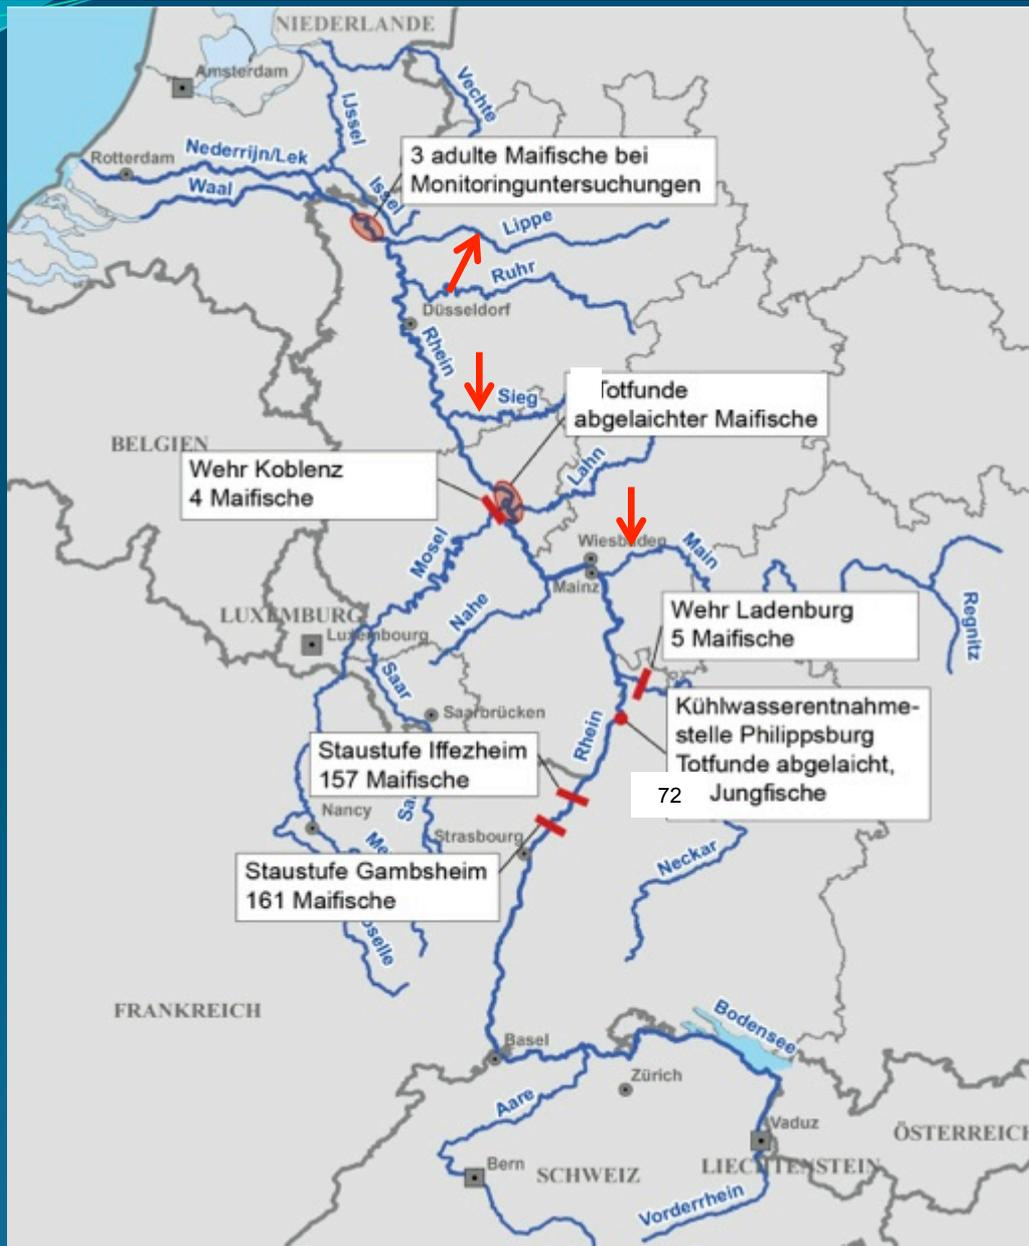 NIEDERLANDE
Amsterdam
Vechte
IJssel
3 adulte Maifische bei
Monitoringuntersuchungen
Nederrijn/Lek
Rotterdam
Waal
Issel
Lippe
Ruhr
Düsseldorf
Rhein
Sieg
Totfunde
abgelaichter Maifische
BELGIEN
Wehr Koblenz
4 Maifische
Lahn
Mosel
Wiesbaden
Main
Mainz
Nahe
Wehr Ladenburg
5 Maifische
Regnitz
LUXEMBURG
Luxembourg
Saar
Saarbrücken
Kühlwasserentnahme-
stelle Philippsburg
Totfunde abgelaicht,
72 Jungfische
Rhein
Staustufe Iffezheim
157 Maifische
Nancy
Sa
Me
Strasbourg
Neckar
Staustufe Gambsheim
161 Maifische
oselle
FRANKREICH
Bodensee
Basel
Zürich
Aare
Vaduz
ÖSTERREICH
Bern
SCHWEIZ
LIECHTENSTEIN
Vorderrhein